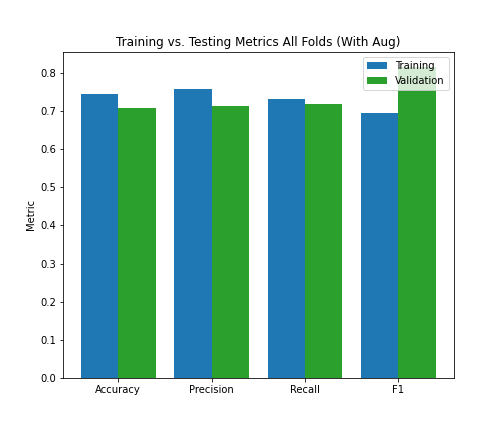 Training vs. Testing Metrics All Folds (With Aug)
Training
Validation
Metric
0.8
0.7
0.6
0.5
0.4
0.3
0.2
0.1
0.0
Accuracy Precision Recall F1